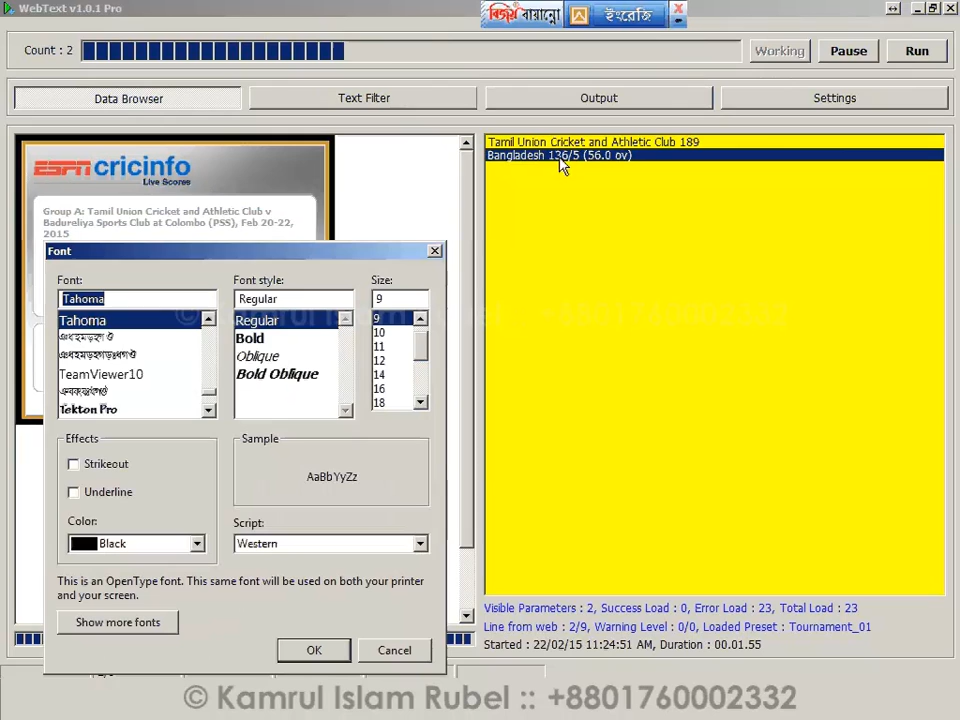 WebText v1.0.1 Pro
বিজয় বায়ান্নো
ইংরেজি
Count : 2
Working
Pause
Run
Data Browser
Text Filter
Output
Settings
ESPN cricinfo
Live Scores
Group A: Tamil Union Cricket and Athletic Club v
Badureliya Sports Club at Colombo (PSS), Feb 20-22,
2015
Tamil Union Cricket and Athletic Club 189
Bangladesh 136/5 (56.0 ov)
Font
Font:
Font style:
Size:
Tahoma
Regular
9
Tahoma
Regular
9
Bold
10
11
Oblique
12
TeamViewer10
Bold Oblique
14
16
Tekton Pro
18
Effects
Sample
Strikeout
AaBbYyZz
Underline
Color:
Script:
Black
Western
This is an OpenType font. This same font will be used on both your printer
and your screen.
Show more fonts
OK
Cancel
Visible Parameters : 2, Success Load : 0, Error Load : 23, Total Load : 23
Line from web : 2/9, Warning Level : 0/0, Loaded Preset : Tournament_01
Started : 22/02/15 11:24:51 AM, Duration : 00.01.55
© Kamrul Islam Rubel :: +8801760002332